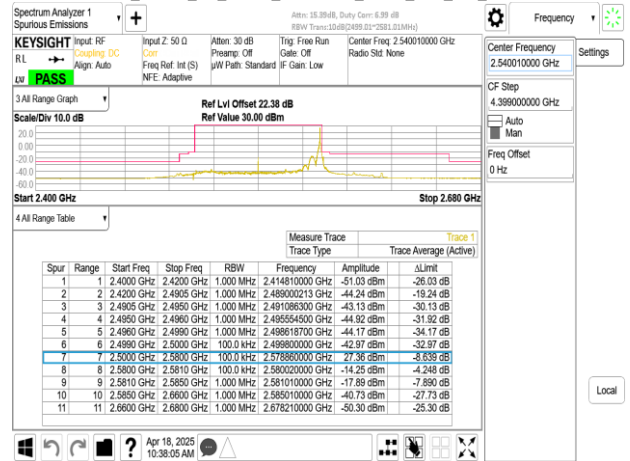 Spectrum Analyzer 1
Spurious Emissions
Atten: 15.39dB, Duty Corr: 6.99 dB
RBW Trans:10dB(2499.01*2581.01MHz)
Frequency
KEYSIGHT Input: RF Input Z: 50 Ω Atten: 30 dB Trig: Free Run Center Freq: 2.540010000 GHz
RL Coupling: DC Corr Preamp: Off Gate: Off Radio Std: None
Align: Auto Freq Ref: Int (S) µW Path: Standard IF Gain: Low
NFE: Adaptive
LXI PASS
Center Frequency
2.540010000 GHz
Settings
CF Step
4.399000000 GHz
Auto
Man
Freq Offset
0 Hz
Local
3 All Range Graph
Ref Lvl Offset 22.38 dB
Scale/Div 10.0 dB Ref Value 30.00 dBm
20.0
0.00
-20.0
-40.0
-60.0
Start 2.400 GHz Stop 2.680 GHz
4 All Range Table
Measure Trace Trace 1
Trace Type Trace Average (Active)
Spur Range Start Freq Stop Freq RBW Frequency Amplitude ΔLimit
1 1 2.4000 GHz 2.4200 GHz 1.000 MHz 2.414810000 GHz -51.03 dBm -26.03 dB
2 2 2.4200 GHz 2.4905 GHz 1.000 MHz 2.489000213 GHz -44.24 dBm -19.24 dB
3 3 2.4905 GHz 2.4950 GHz 1.000 MHz 2.491086300 GHz -43.13 dBm -30.13 dB
4 4 2.4950 GHz 2.4960 GHz 1.000 MHz 2.495554500 GHz -44.92 dBm -31.92 dB
5 5 2.4960 GHz 2.4990 GHz 1.000 MHz 2.498618700 GHz -44.17 dBm -34.17 dB
6 6 2.4990 GHz 2.5000 GHz 100.0 kHz 2.499800000 GHz -42.97 dBm -32.97 dB
7 7 2.5000 GHz 2.5800 GHz 100.0 kHz 2.578860000 GHz 27.36 dBm -8.639 dB
8 8 2.5800 GHz 2.5810 GHz 100.0 kHz 2.580020000 GHz -14.25 dBm -4.248 dB
9 9 2.5810 GHz 2.5850 GHz 1.000 MHz 2.581010000 GHz -17.89 dBm -7.890 dB
10 10 2.5850 GHz 2.6600 GHz 1.000 MHz 2.585010000 GHz -40.73 dBm -27.73 dB
11 11 2.6600 GHz 2.6800 GHz 1.000 MHz 2.678210000 GHz -50.30 dBm -25.30 dB
Apr 18, 2025
10:38:05 AM